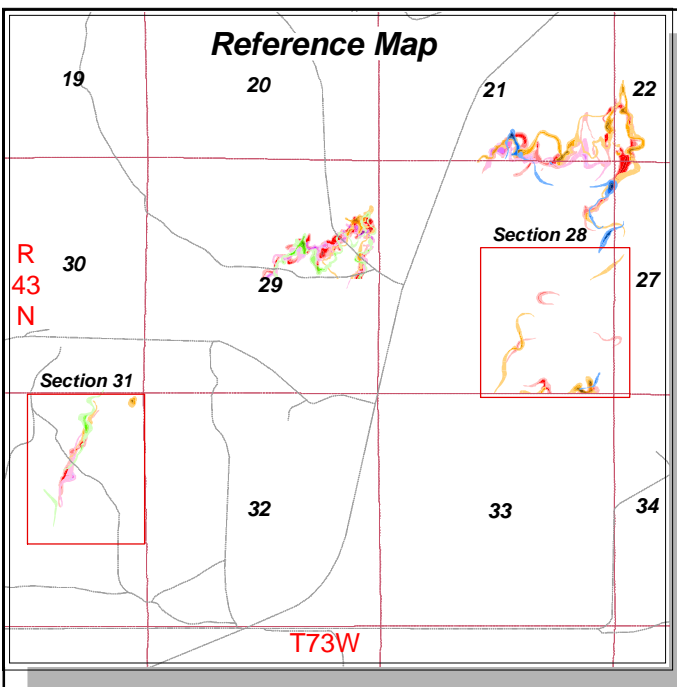 Reference Map
19
20
21
22
Section 28
R
43
N
30
29
27
Section 31
32
33
34
T73W